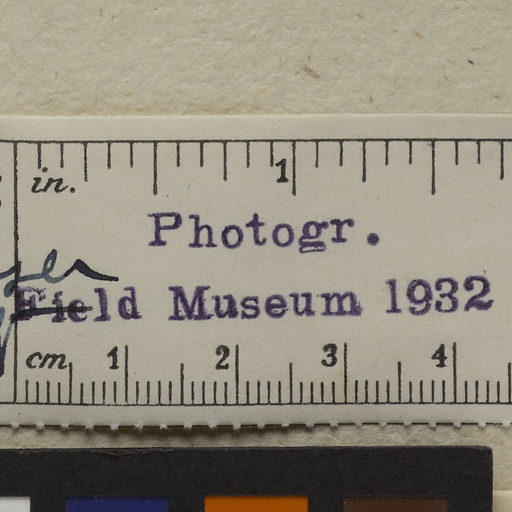 in. 1
Photogr.
Field Museum 1932
cm 1 2 3 4